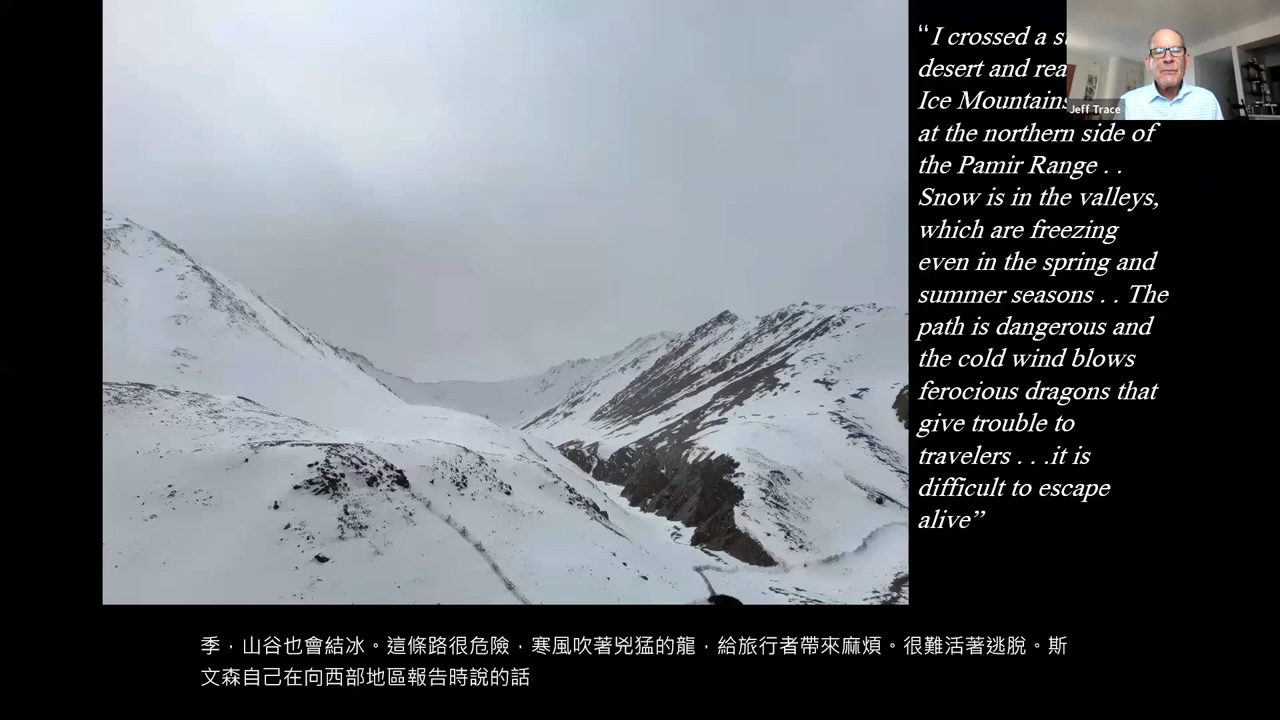 “I crossed a
desert and
Ice Mountains
at the northern side of
the Pamir Range . .
Snow is in the valleys,
which are freezing
even in the spring and
summer seasons . . The
path is dangerous and
the cold wind blows
ferocious dragons that
give trouble to
travelers . . .it is
difficult to escape
alive”
Jeff Trace
季，山谷也會結冰。這條路很危險，寒風吹著兇猛的龍，給旅行者帶來麻煩。很難活著逃脫。斯
文森自己在向西部地區報告時說的話